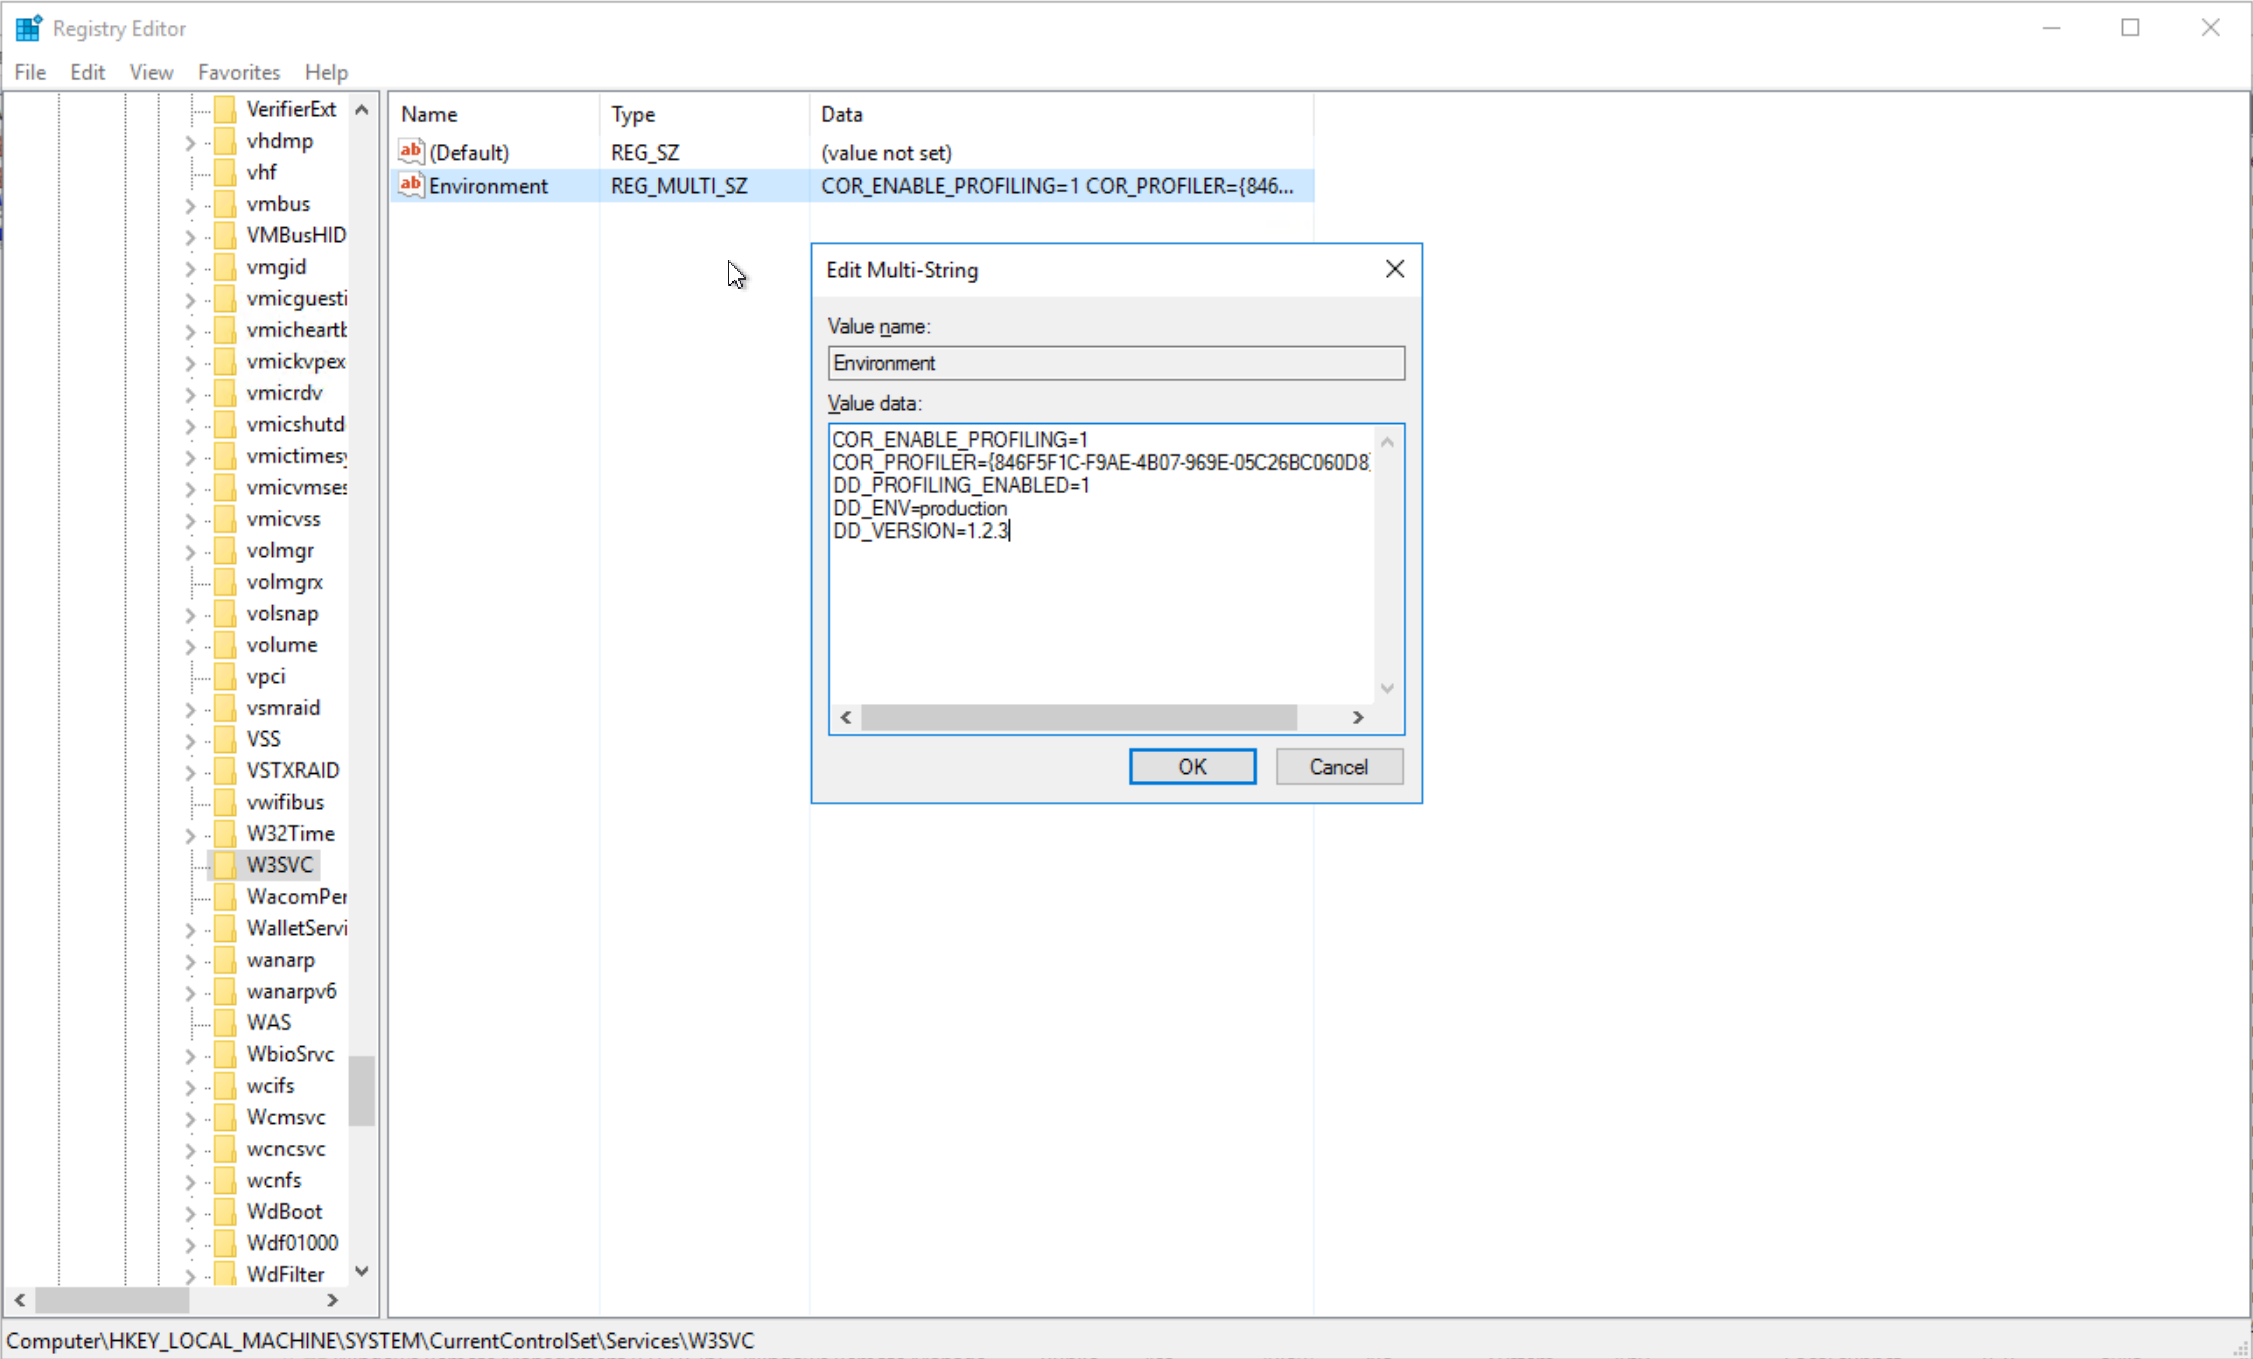 Registry Editor
File Edit View Favorites Help
VerifierExt
vhdmp
vhf
vmbus
VMBusHID
vmgid
vmicguesti
vmicheartb
vmickvpex
vmicrdv
vmicshutd
vmictimes
vmicvmses
vmicvss
volmgr
volmgrx
volsnap
volume
vpci
vsmraid
VSS
VSTXRAID
vwifibus
W32Time
W3SVC
WacomPer
WalletServi
wanarp
wanarpv6
WAS
WbioSrvc
wcifs
Wcmsvc
wcncsvc
wcnfs
WdBoot
Wdf01000
WdFilter
Name Type Data
(Default) REG_SZ (value not set)
Environment REG_MULTI_SZ COR_ENABLE_PROFILING=1 COR_PROFILER={846...
Edit Multi-String
Value name:
Environment
Value data:
COR_ENABLE_PROFILING=1
COR_PROFILER={846F5F1C-F9AE-4B07-969E-05C26BC060D8}
DD_PROFILING_ENABLED=1
DD_ENV=production
DD_VERSION=1.2.3
OK Cancel
Computer\HKEY_LOCAL_MACHINE\SYSTEM\CurrentControlSet\Services\W3SVC